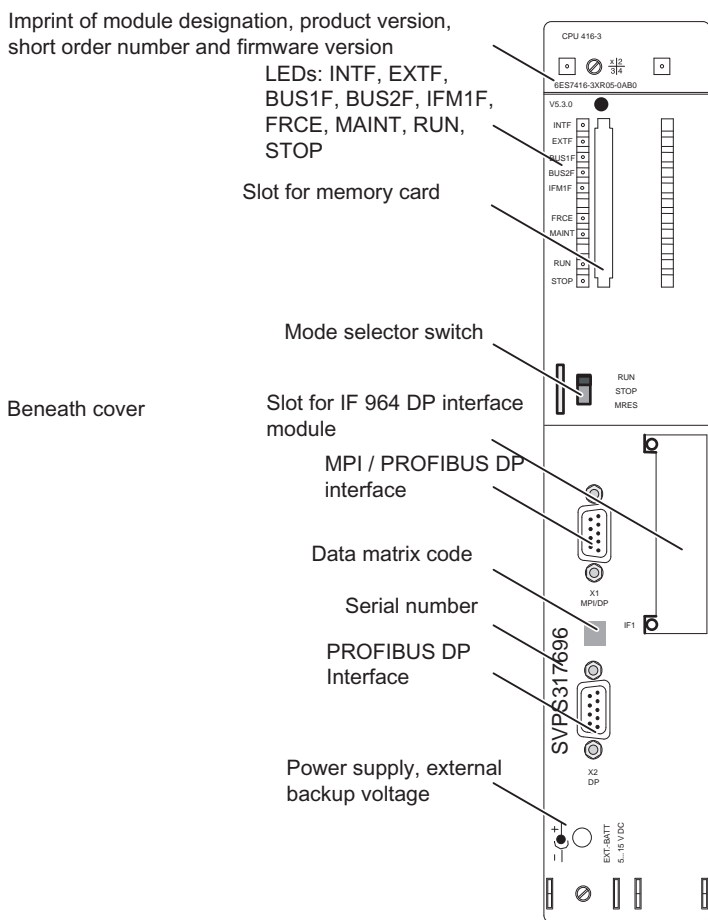 Imprint of module designation, product version,
short order number and firmware version
LEDs: INTF, EXTF,
BUS1F, BUS2F, IFM1F,
FRCE, MAINT, RUN,
STOP
Slot for memory card
Mode selector switch
Beneath cover
Slot for IF 964 DP interface
module
MPI / PROFIBUS DP
interface
Data matrix code
Serial number
PROFIBUS DP
Interface
Power supply, external
backup voltage
CPU 416-3
X 2
3 4
6ES7416-3XR05-0AB0
V5.3.0
INTF
EXTF
BUS1F
BUS2F
IFM1F
FRCE
MAINT
RUN
STOP
RUN
STOP
MRES
X1
MPI/DP
IF1
SVPS317696
X2
DP
+
−
EXT.-BATT
5...15 V DC